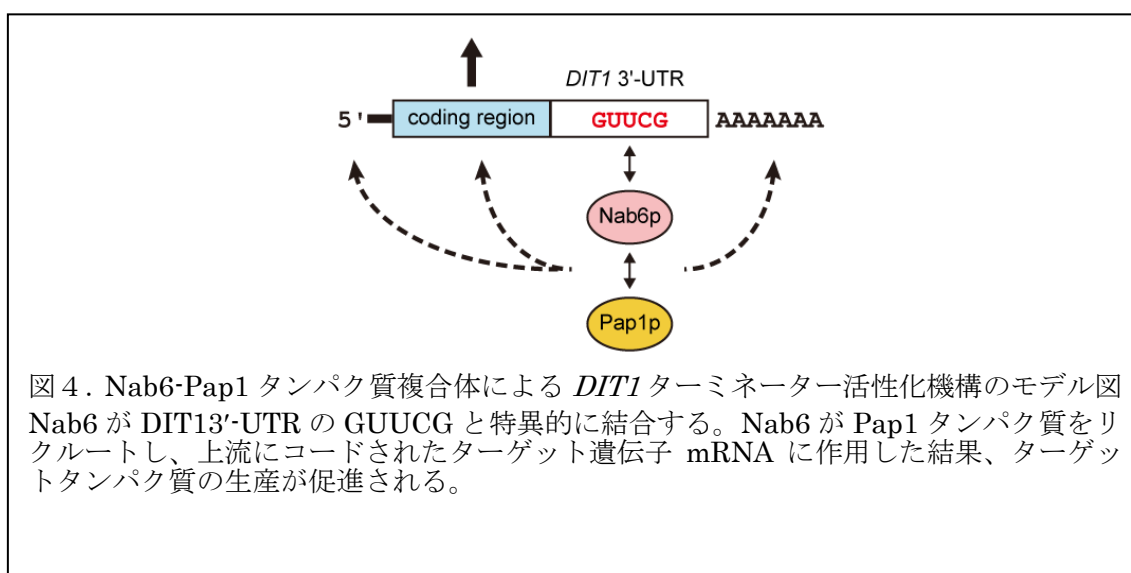 DIT1 3'-UTR
5' coding region GUUCG AAAAAAA
Nab6p
Pap1p
図４. Nab6-Pap1 タンパク質複合体による DIT1 ターミネーター活性化機構のモデル図
Nab6 が DIT13′-UTR の GUUCG と特異的に結合する。Nab6 が Pap1 タンパク質をリ
クルートし、上流にコードされたターゲット遺伝子 mRNA に作用した結果、ターゲッ
トタンパク質の生産が促進される。